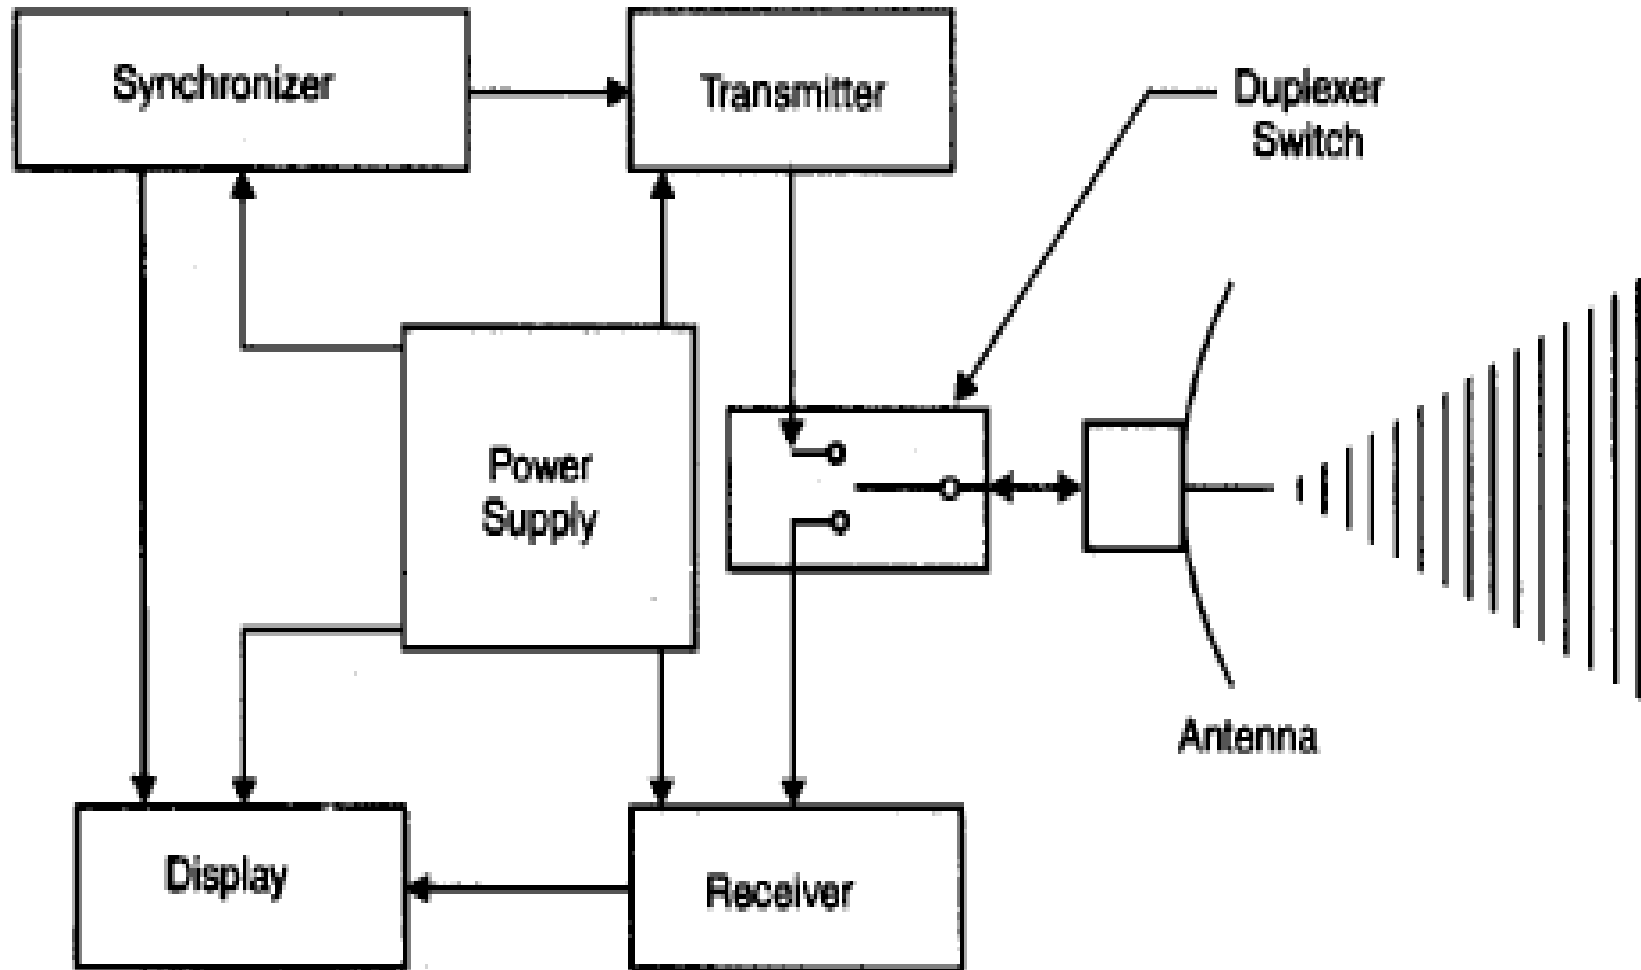 Synchronizer
Transmitter
Duplexer
Switch
Power
Supply
Antenna
Display
Receiver